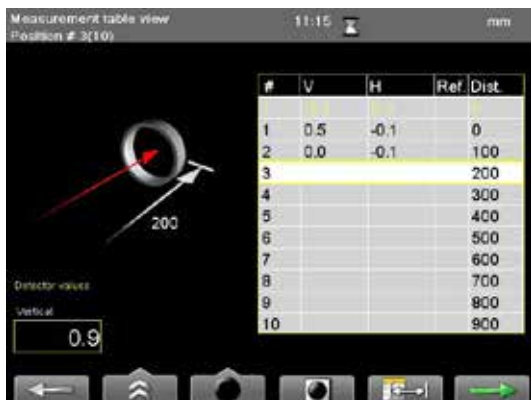 Measurement table view
Position # 3(10)
11:15
mm
# V H Ref. Dist.
1 0.5 -0.1 0
2 0.0 -0.1 100
3 200
4 300
5 400
6 500
7 600
8 700
9 800
10 900
200
Detector values
Vertical
0.9